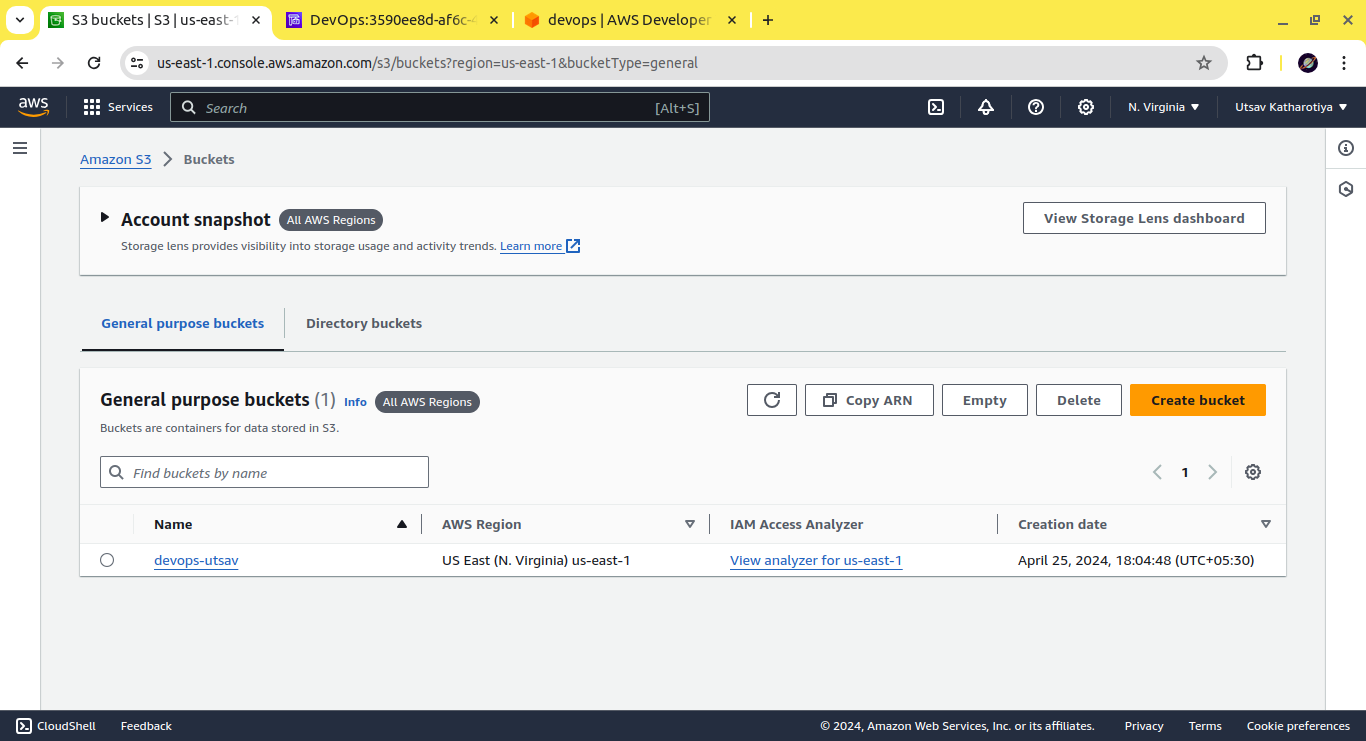 S3 buckets | S3 | us-east-1
DevOps:3590ee8d-af6c-4
devops | AWS Developer
us-east-1.console.aws.amazon.com/s3/buckets?region=us-east-1&bucketType=general
aws
Services
Search
[Alt+S]
N. Virginia
Utsav Katharotiya
Amazon S3
Buckets
Account snapshot
All AWS Regions
View Storage Lens dashboard
Storage lens provides visibility into storage usage and activity trends. Learn more
General purpose buckets
Directory buckets
General purpose buckets (1) Info
All AWS Regions
Copy ARN
Empty
Delete
Create bucket
Buckets are containers for data stored in S3.
Find buckets by name
1
Name
AWS Region
IAM Access Analyzer
Creation date
devops-utsav
US East (N. Virginia) us-east-1
View analyzer for us-east-1
April 25, 2024, 18:04:48 (UTC+05:30)
CloudShell
Feedback
© 2024, Amazon Web Services, Inc. or its affiliates.
Privacy
Terms
Cookie preferences